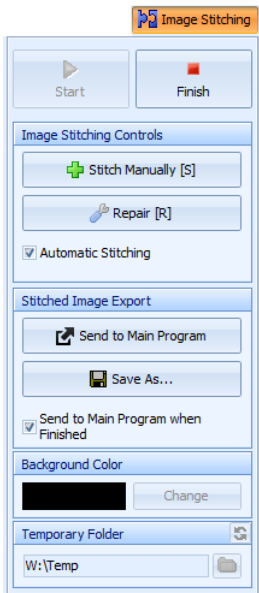 Image Stitching
Start
Finish
Image Stitching Controls
Stitch Manually [S]
Repair [R]
Automatic Stitching
Stitched Image Export
Send to Main Program
Save As...
Send to Main Program when
Finished
Background Color
Change
Temporary Folder
W:\Temp